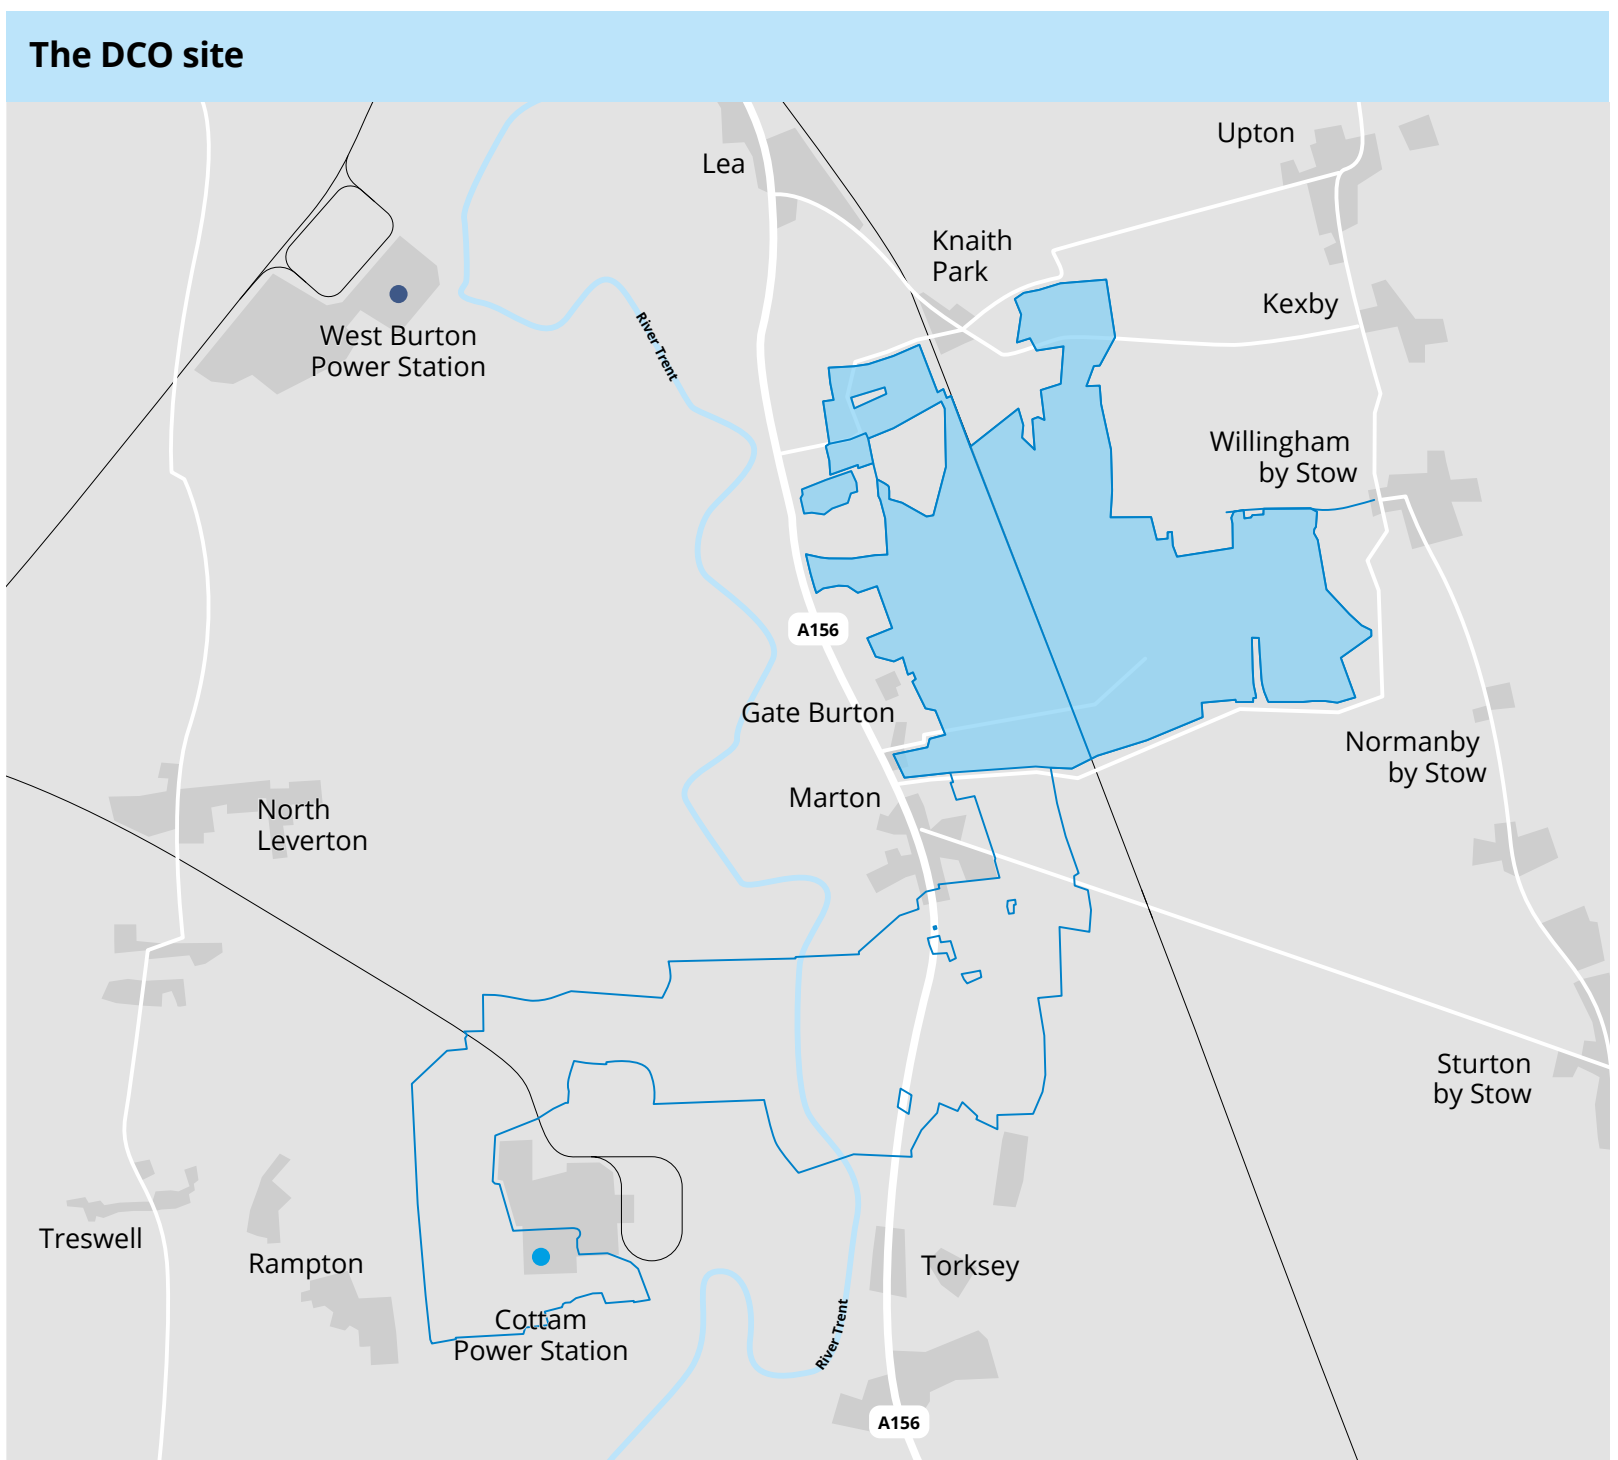 The DCO site
Upton
Lea
Knaith
Park
Kexby
West Burton
Power Station
River Trent
Willingham
by Stow
A156
Gate Burton
Normanby
by Stow
Marton
North
Leverton
Sturton
by Stow
Treswell
Rampton
Torksey
Cottam
Power Station
River Trent
A156